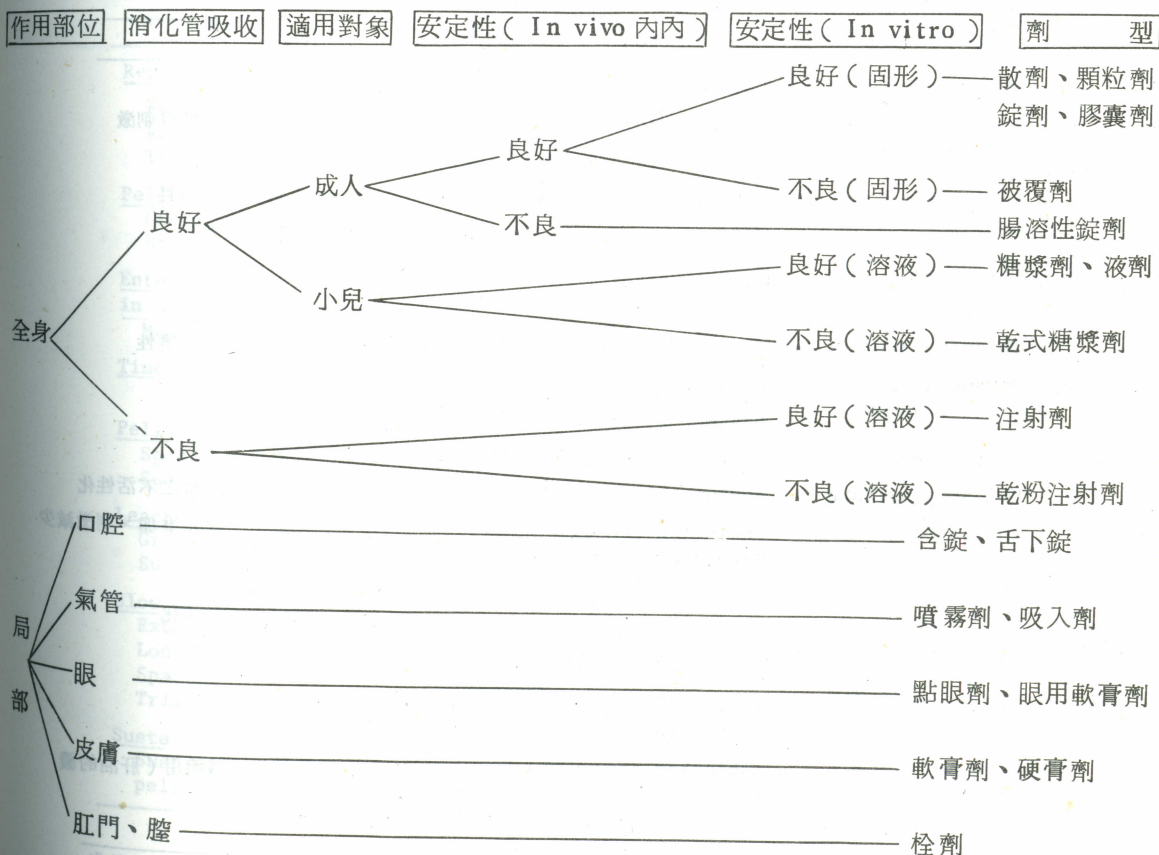 作用部位 消化管吸收 適用對象 安定性( In vivo 內內) 安定性( In vitro ) 劑 型
良好(固形) 散劑、顆粒劑
錠劑、膠囊劑
良好
成人 不良(固形) 被覆劑
良好 不良 腸溶性錠劑
良好(溶液) 糖漿劑、液劑
小兒
全身 不良(溶液) 乾式糖漿劑
良好(溶液) 注射劑
不良
不良(溶液) 乾粉注射劑
口腔 含錠、舌下錠
氣管 噴霧劑、吸入劑
局部
眼 點眼劑、眼用軟膏劑
皮膚 軟膏劑、硬膏劑
肛門、膣 栓劑